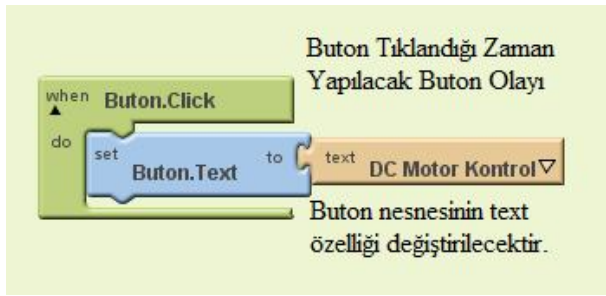 Buton Tıklandığı Zaman
Yapılacak Buton Olayı
when Buton.Click
do set Buton.Text to text DC Motor Kontrol
Buton nesnesinin text
özelliği değiştirilecektir.